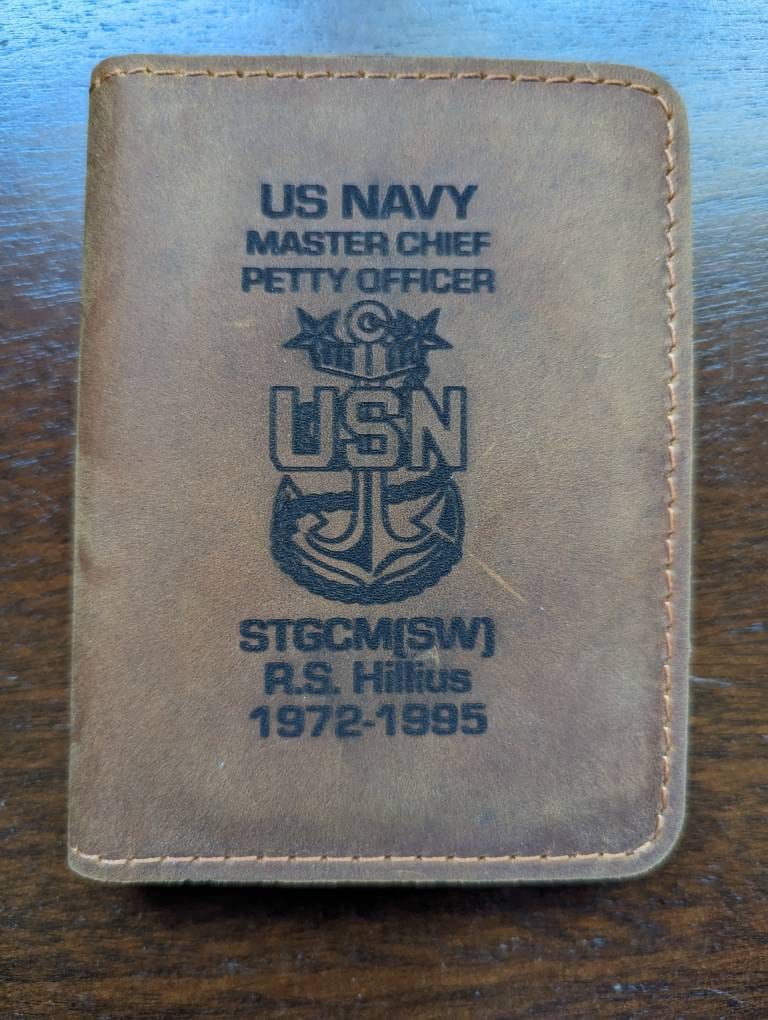 US NAVY
MASTER CHIEF
PETTY OFFICER
C
USN
STGCM(SW)
R.S. Hillius
1972-1995